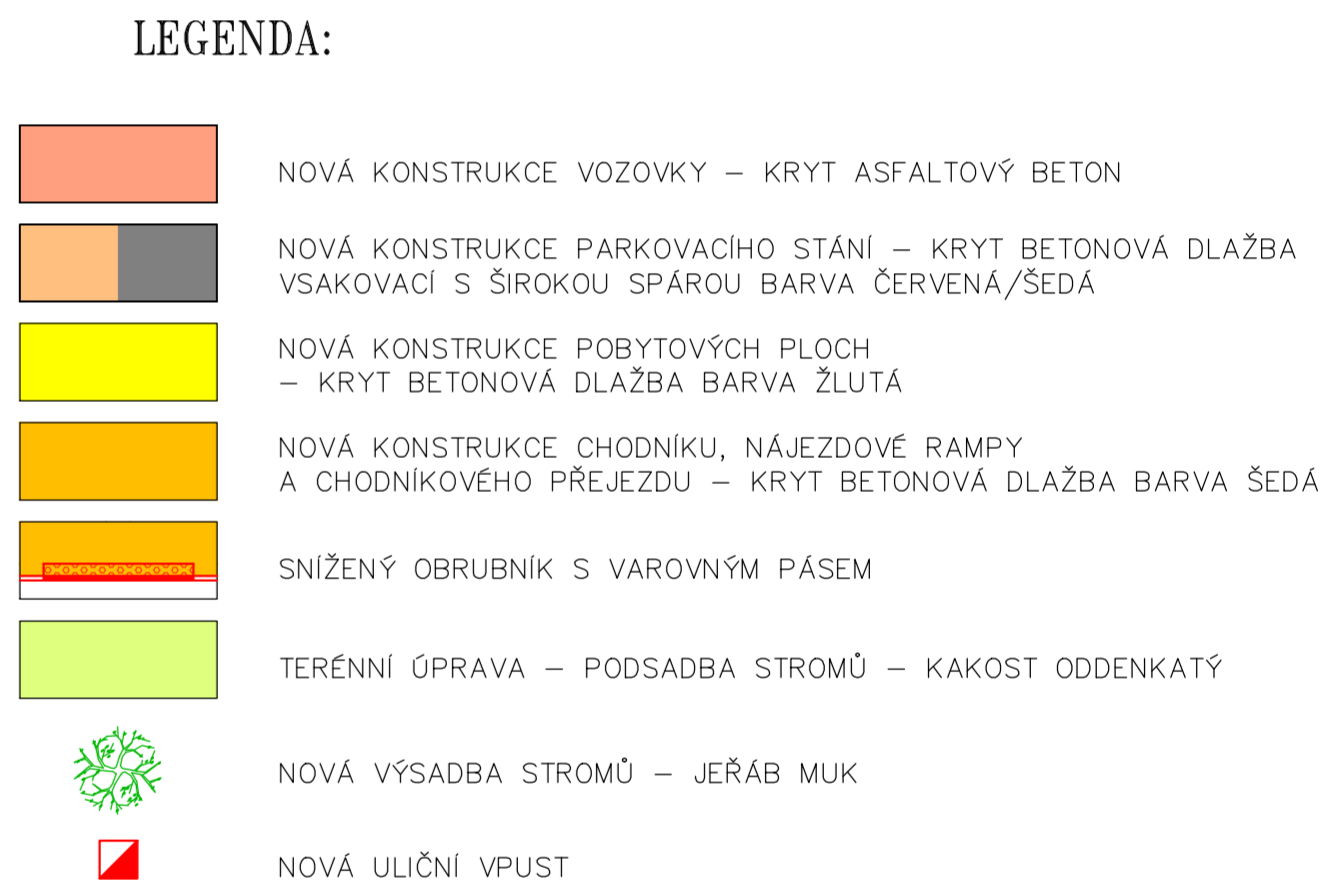 LEGENDA:
NOVÁ KONSTRUKCE VOZOVKY – KRYT ASFALTOVÝ BETON
NOVÁ KONSTRUKCE PARKOVACÍHO STÁNÍ – KRYT BETONOVÁ DLAŽBA
VSAKOVACÍ S ŠIROKOU SPÁROU BARVA ČERVENÁ/ŠEDÁ
NOVÁ KONSTRUKCE POBYTOVÝCH PLOCH
– KRYT BETONOVÁ DLAŽBA BARVA ŽLUTÁ
NOVÁ KONSTRUKCE CHODNÍKU, NÁJEZDOVÉ RAMPY
A CHODNÍKOVÉHO PŘEJEZDU – KRYT BETONOVÁ DLAŽBA BARVA ŠEDÁ
SNÍŽENÝ OBRUBNÍK S VAROVNÝM PÁSEM
TERÉNNÍ ÚPRAVA – PODSADBA STROMŮ – KAKOST ODDENKATÝ
NOVÁ VÝSADBA STROMŮ – JEŘÁB MUK
NOVÁ ULIČNÍ VPUST